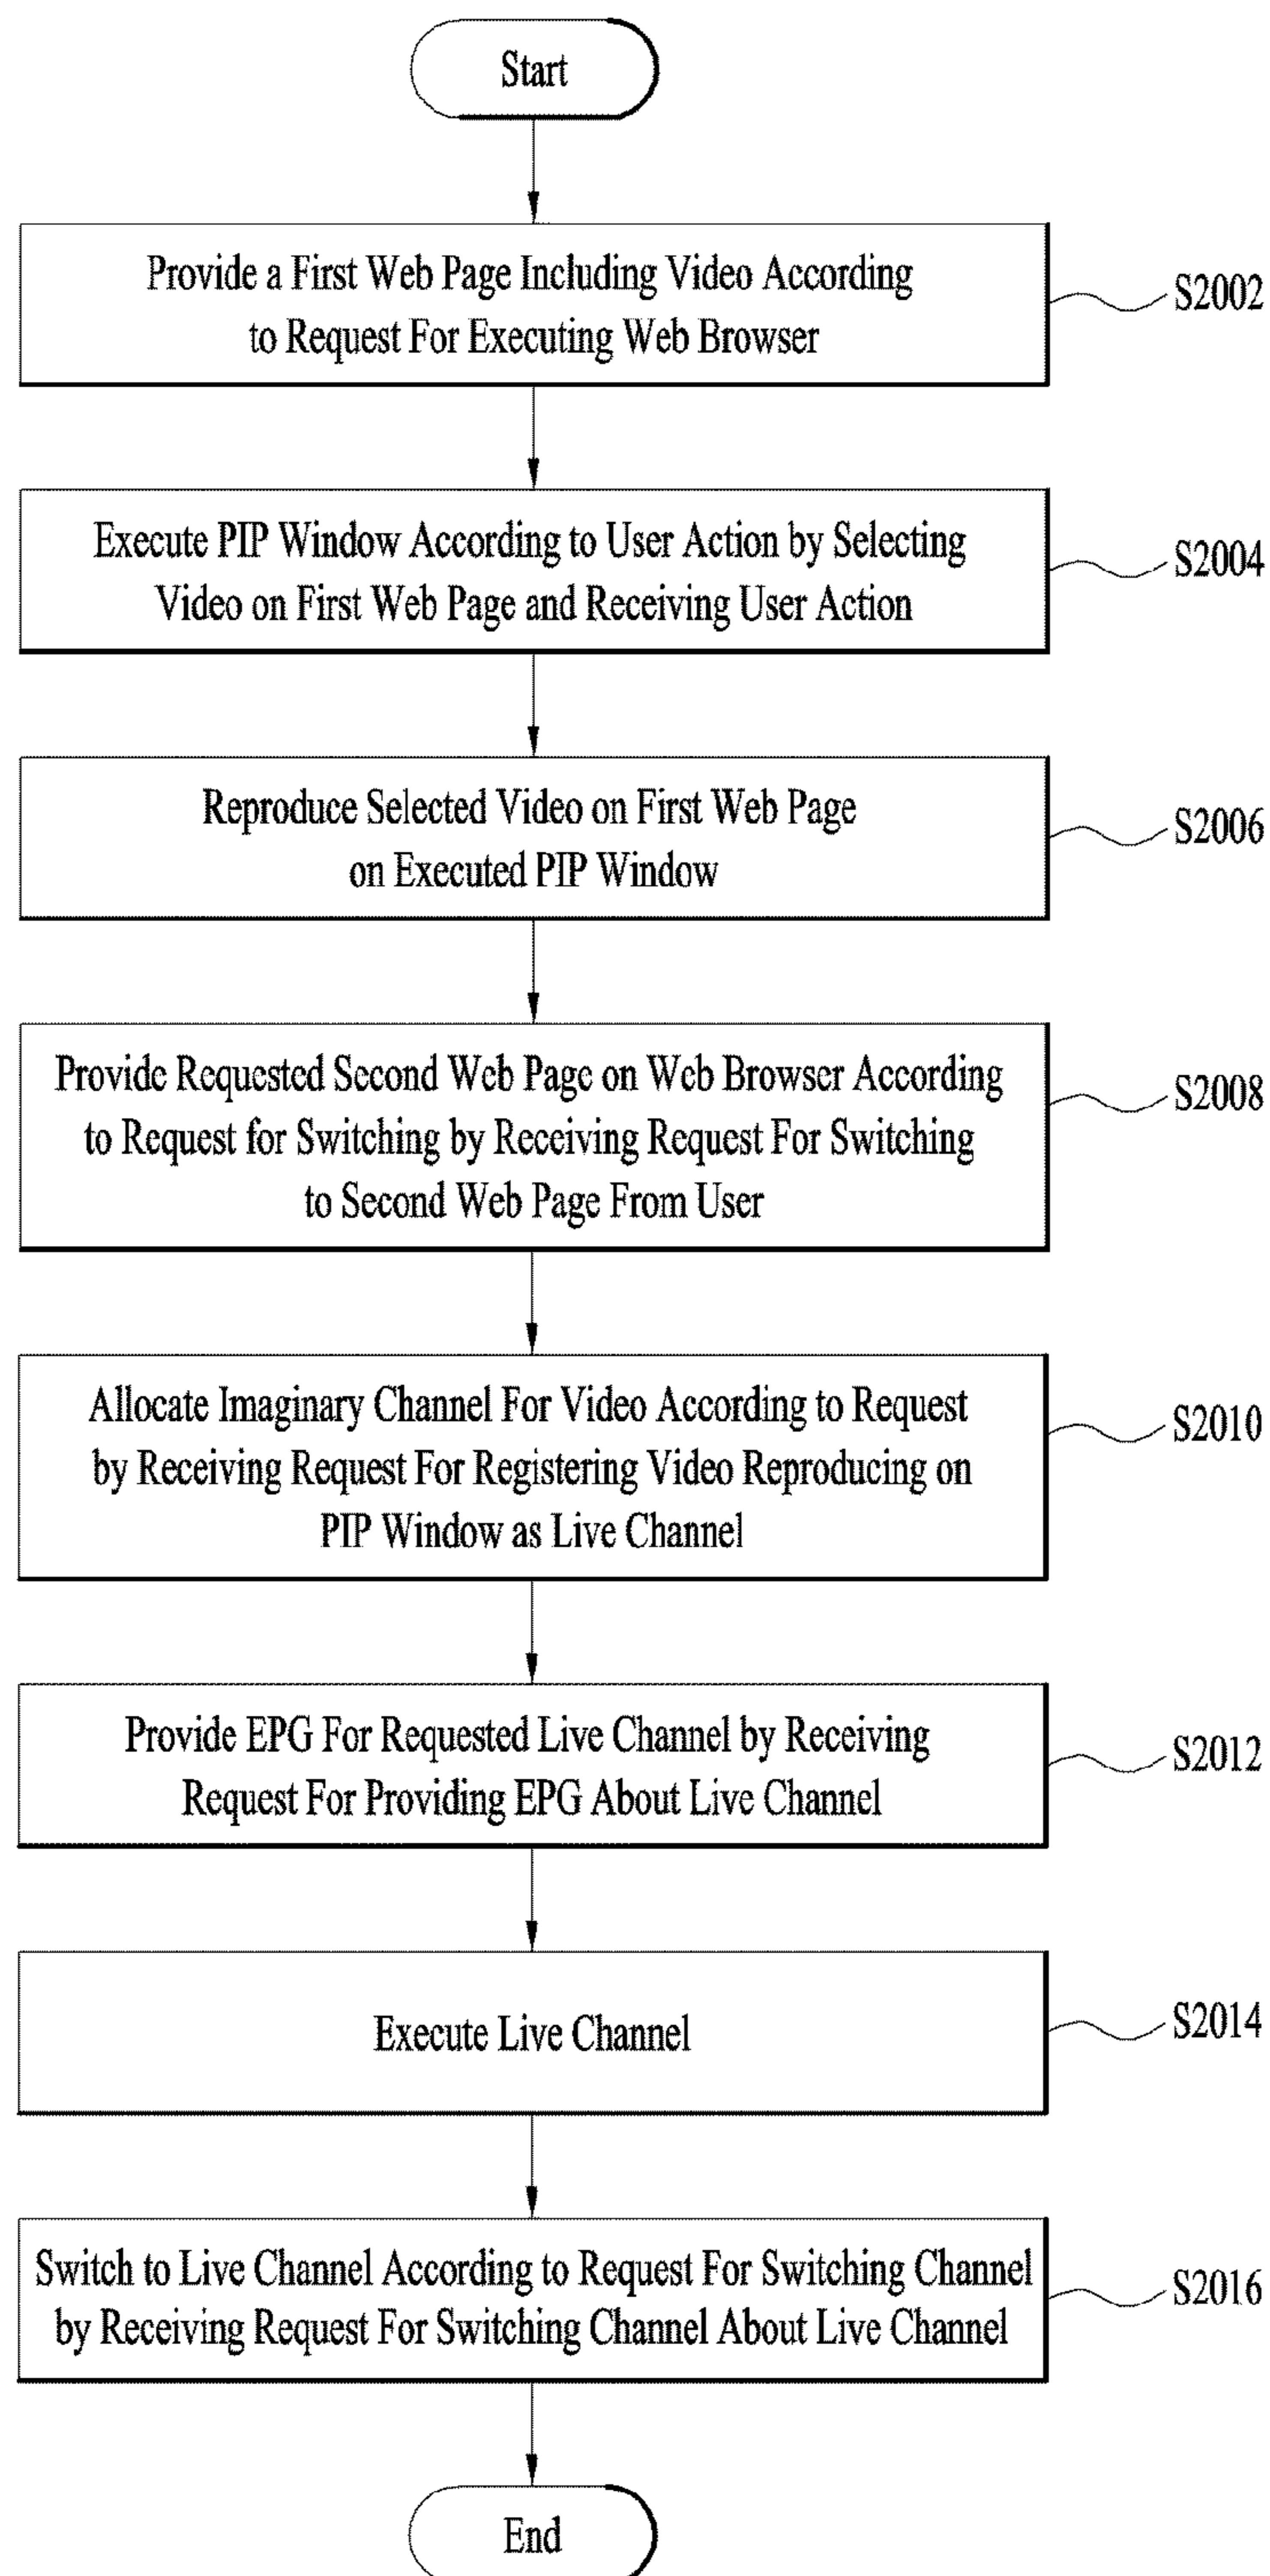 Start
Provide a First Web Page Including Video According
to Request For Executing Web Browser
S2002
Execute PIP Window According to User Action by Selecting
Video on First Web Page and Receiving User Action
S2004
Reproduce Selected Video on First Web Page
on Executed PIP Window
S2006
Provide Requested Second Web Page on Web Browser According
to Request for Switching by Receiving Request For Switching
to Second Web Page From User
S2008
Allocate Imaginary Channel For Video According to Request
by Receiving Request For Registering Video Reproducing on
PIP Window as Live Channel
S2010
Provide EPG For Requested Live Channel by Receiving
Request For Providing EPG About Live Channel
S2012
Execute Live Channel
S2014
Switch to Live Channel According to Request For Switching Channel
by Receiving Request For Switching Channel About Live Channel
S2016
End